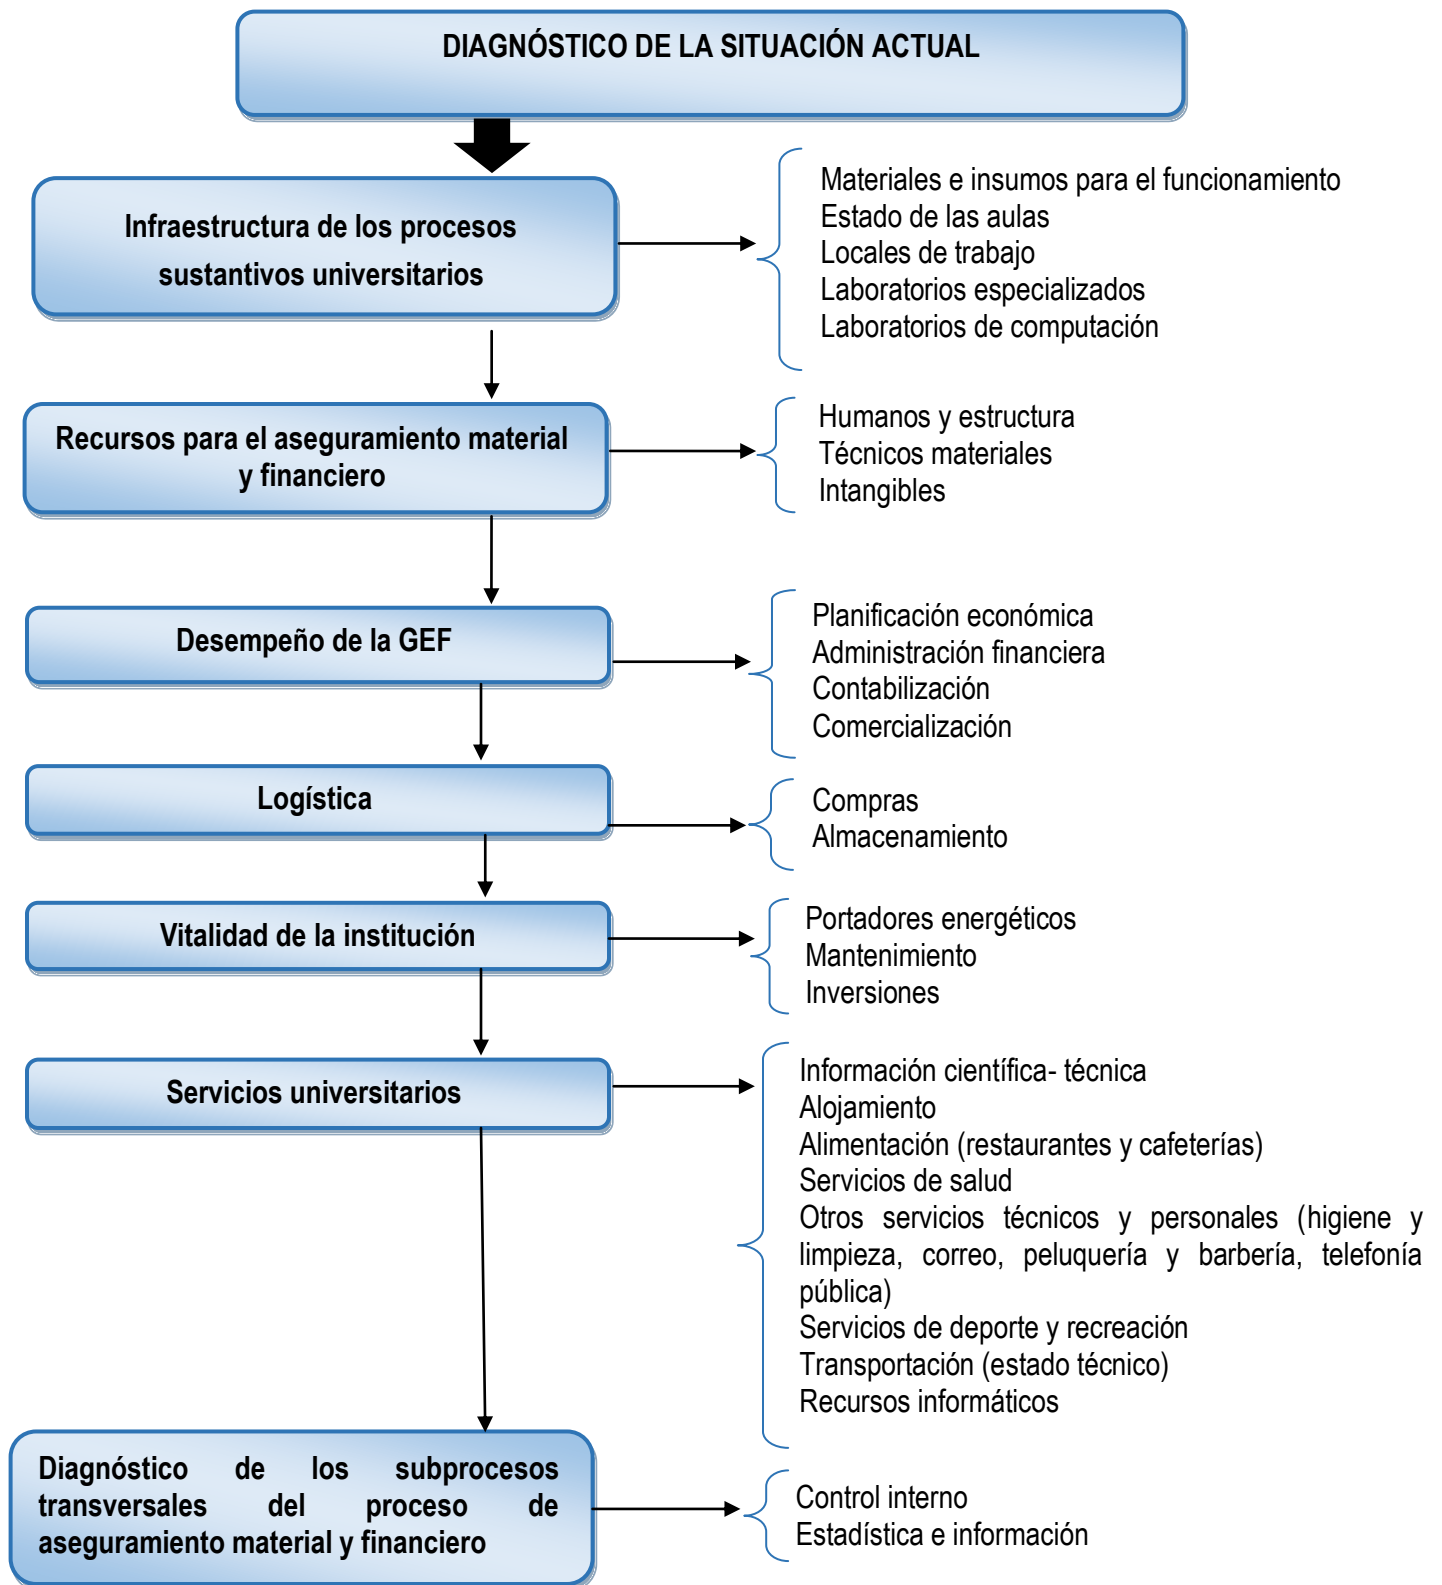 DIAGNÓSTICO DE LA SITUACIÓN ACTUAL
Infraestructura de los procesos
sustantivos universitarios
Materiales e insumos para el funcionamiento
Estado de las aulas
Locales de trabajo
Laboratorios especializados
Laboratorios de computación
Recursos para el aseguramiento material
y financiero
Humanos y estructura
Técnicos materiales
Intangibles
Desempeño de la GEF
Planificación económica
Administración financiera
Contabilización
Comercialización
Logística
Compras
Almacenamiento
Vitalidad de la institución
Portadores energéticos
Mantenimiento
Inversiones
Servicios universitarios
Información científica- técnica
Alojamiento
Alimentación (restaurantes y cafeterías)
Servicios de salud
Otros servicios técnicos y personales (higiene y
limpieza, correo, peluquería y barbería, telefonía
pública)
Servicios de deporte y recreación
Transportación (estado técnico)
Recursos informáticos
Diagnóstico de los subprocesos
transversales del proceso de
aseguramiento material y financiero
Control interno
Estadística e información